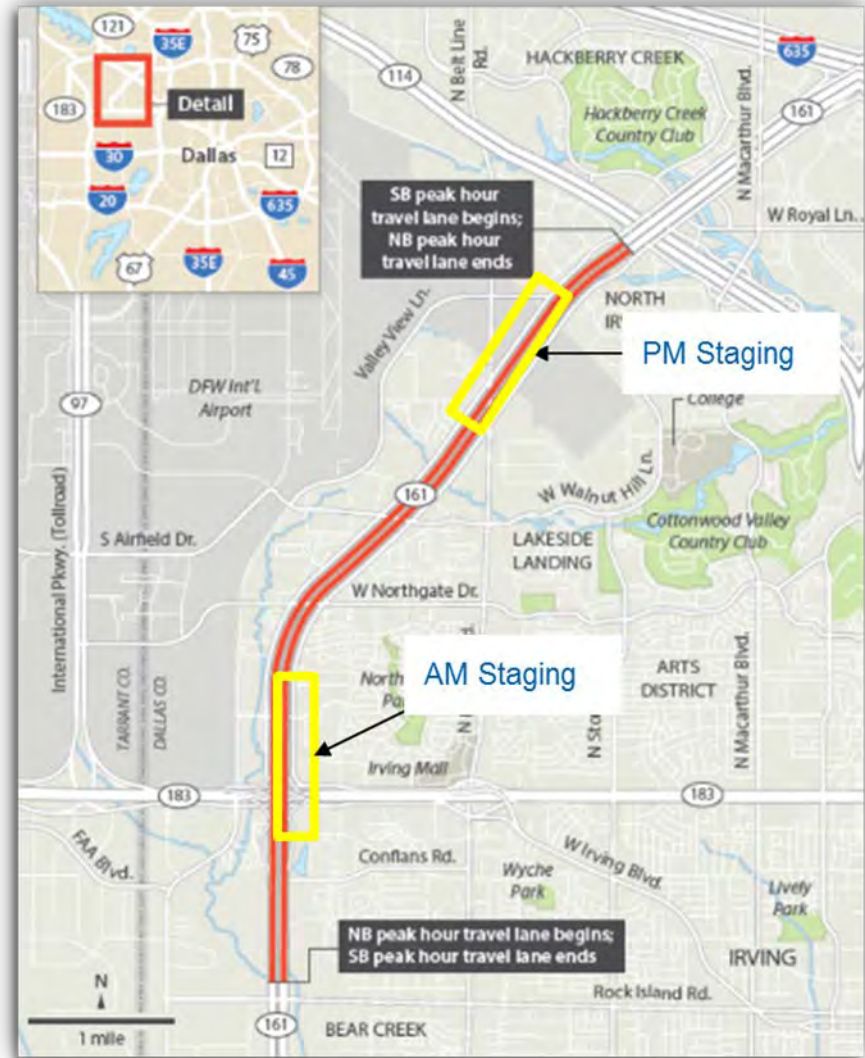 121
35E
75
78
183
Detail
30
Dallas
12
20
635
67
35E
45
N Belt Line
Rd.
HACKBERRY CREEK
635
114
Hackberry Creek
Country Club
N Macarthur Blvd.
161
SB peak hour
travel lane begins;
NB peak hour
travel lane ends
W Royal Ln.
Valley View Ln.
NORTH
PM Staging
DFW Int'L
Airport
97
College
161
W Walnut Hill Ln.
Cottonwood Valley
Country Club
S Airfield Dr.
LAKESIDE
LANDING
International Pkwy. (Tollroad)
W Northgate Dr.
AM Staging
ARTS
DISTRICT
N Macarthur Blvd.
TARRANT CO.
DALLAS CO.
Irving Mall
183
183
FAA Blvd.
Conflans Rd.
W Irving Blvd.
Wyche
Park
Lively
Park
NB peak hour travel lane begins;
SB peak hour travel lane ends
IRVING
N
Rock Island Rd.
1 mile
161
BEAR CREEK